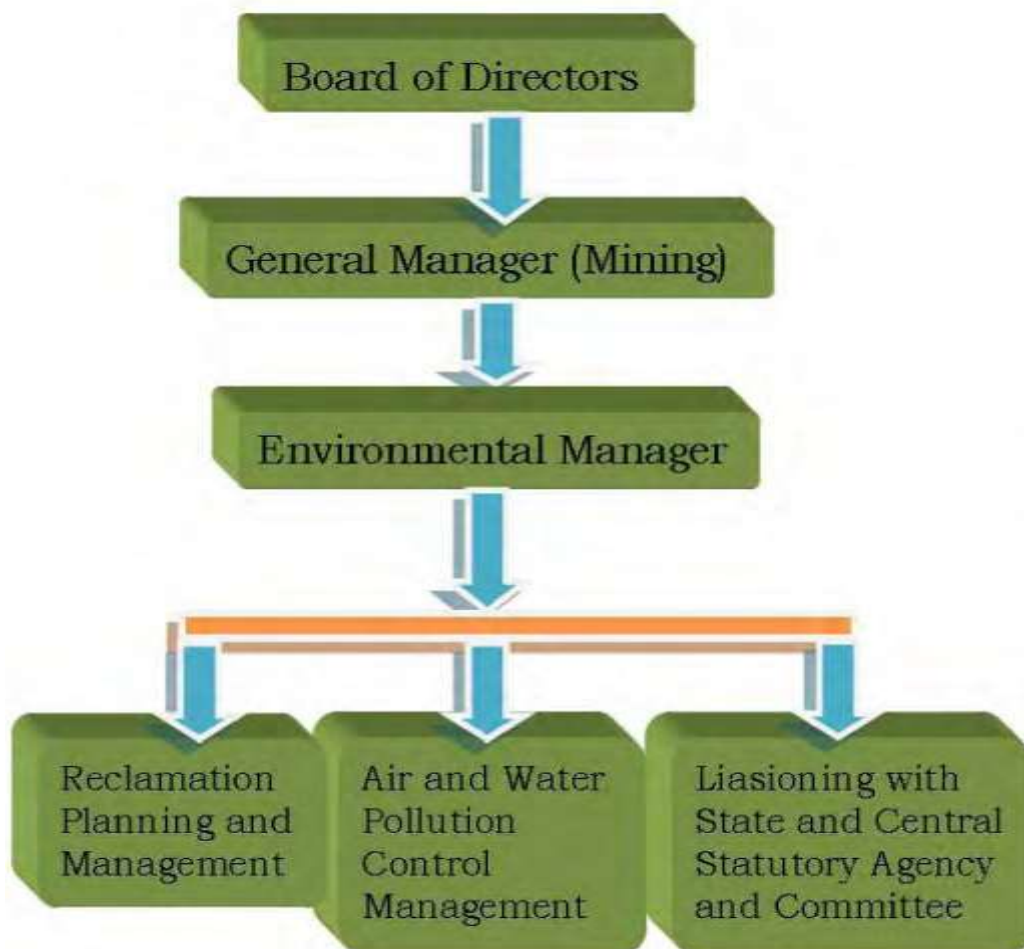 Board of Directors
General Manager (Mining)
Environmental Manager
Reclamation
Planning and
Management
Air and Water
Pollution
Control
Management
Liasioning with
State and Central
Statutory Agency
and Committee